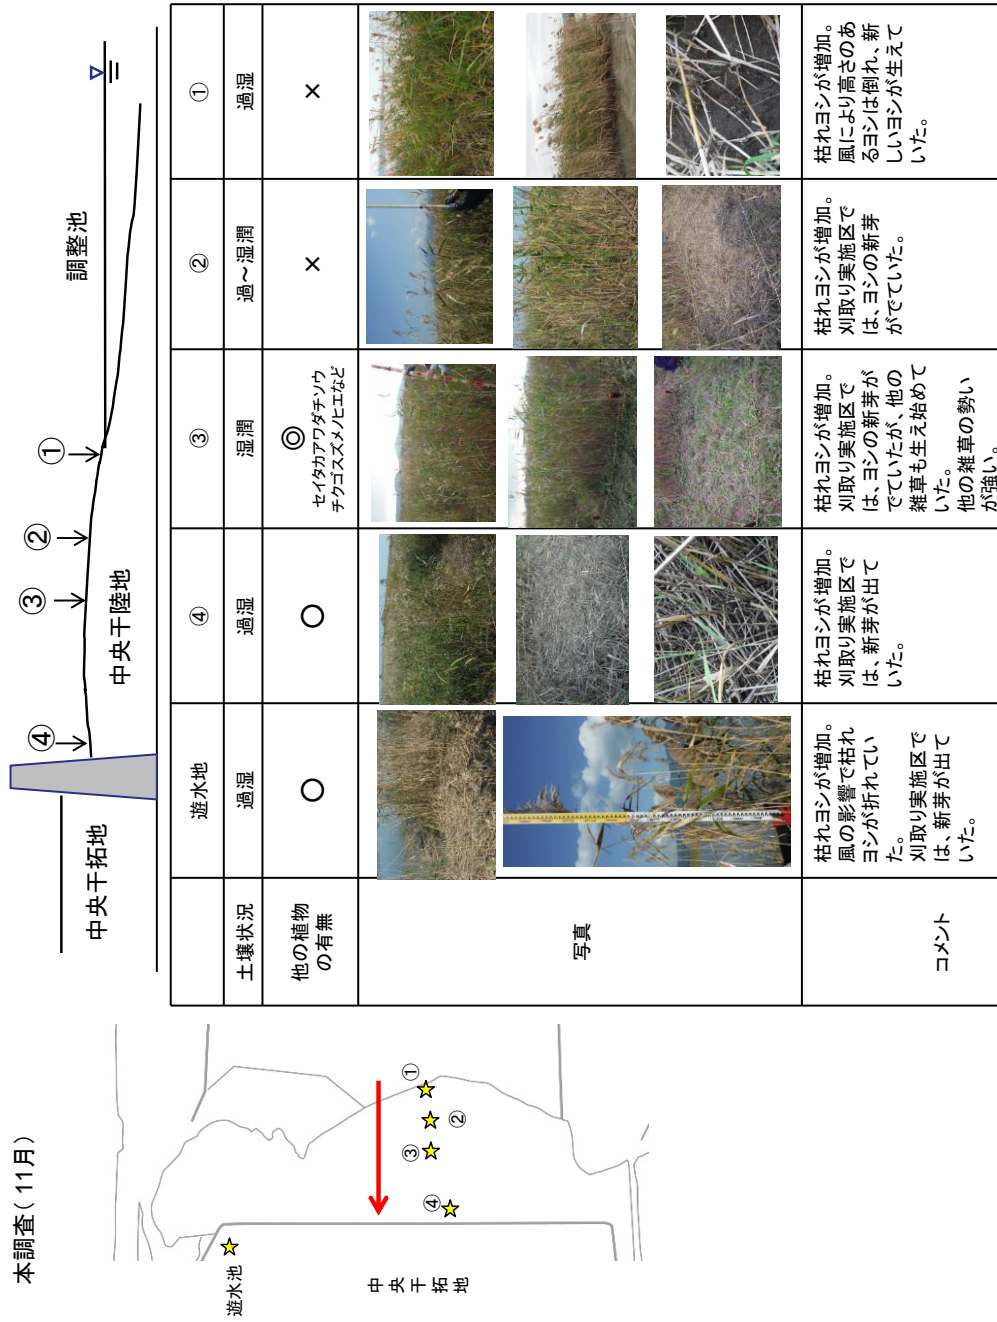 本調査(11月)
中央干拓地
④
③
②
①
中央干陸地
調整池
遊水池
④
③
②
①
中央干拓地
遊水地
④
③
②
①
土壌状況
過湿
過湿
湿潤
過~湿潤
過湿
他の植物
の有無
○
○
◎
セイタカアワダチソウ
チクゴスズメノヒエなど
×
×
写真
コメント
枯れヨシが増加。
風の影響で枯れ
ヨシが折れてい
た。
刈取り実施区で
は、新芽が出て
いた。
枯れヨシが増加。
刈取り実施区で
は、新芽が出て
いた。
枯れヨシが増加。
刈取り実施区で
は、ヨシの新芽が
でていたが、他の
雑草も生え始めて
いた。
他の雑草の勢い
が強い。
枯れヨシが増加。
刈取り実施区で
は、ヨシの新芽
がでていた。
枯れヨシが増加。
風により高さのあ
るヨシは倒れ、新
しいヨシが生えて
いた。